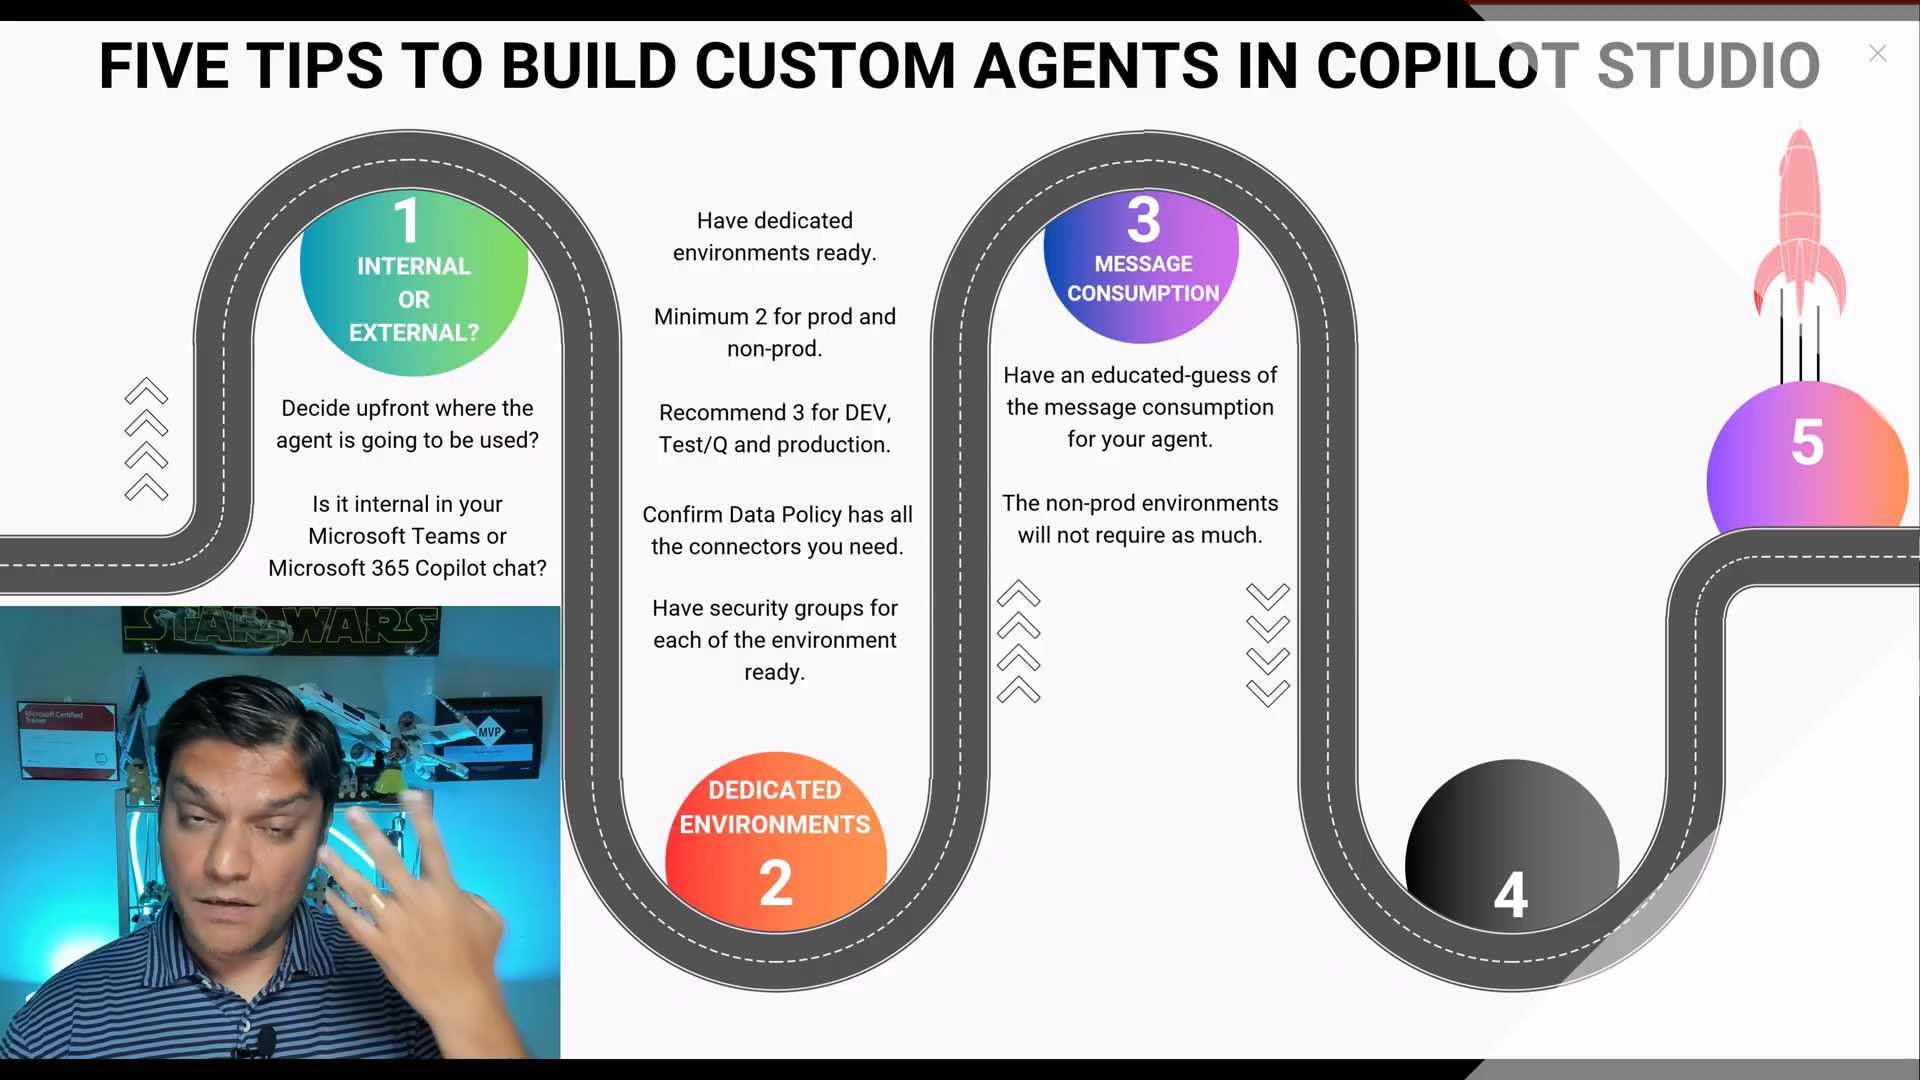 FIVE TIPS TO BUILD CUSTOM AGENTS IN COPILOT STUDIO
1
INTERNAL
OR
EXTERNAL?
Decide upfront where the
agent is going to be used?
Is it internal in your
Microsoft Teams or
Microsoft 365 Copilot chat?
Have dedicated
environments ready.
Minimum 2 for prod and
non-prod.
Recommend 3 for DEV,
Test/Q and production.
Confirm Data Policy has all
the connectors you need.
Have security groups for
each of the environment
ready.
DEDICATED
ENVIRONMENTS
2
3
MESSAGE
CONSUMPTION
Have an educated-guess of
the message consumption
for your agent.
The non-prod environments
will not require as much.
4
5
STAR WARS
Microsoft Certified
Trainer
MVP